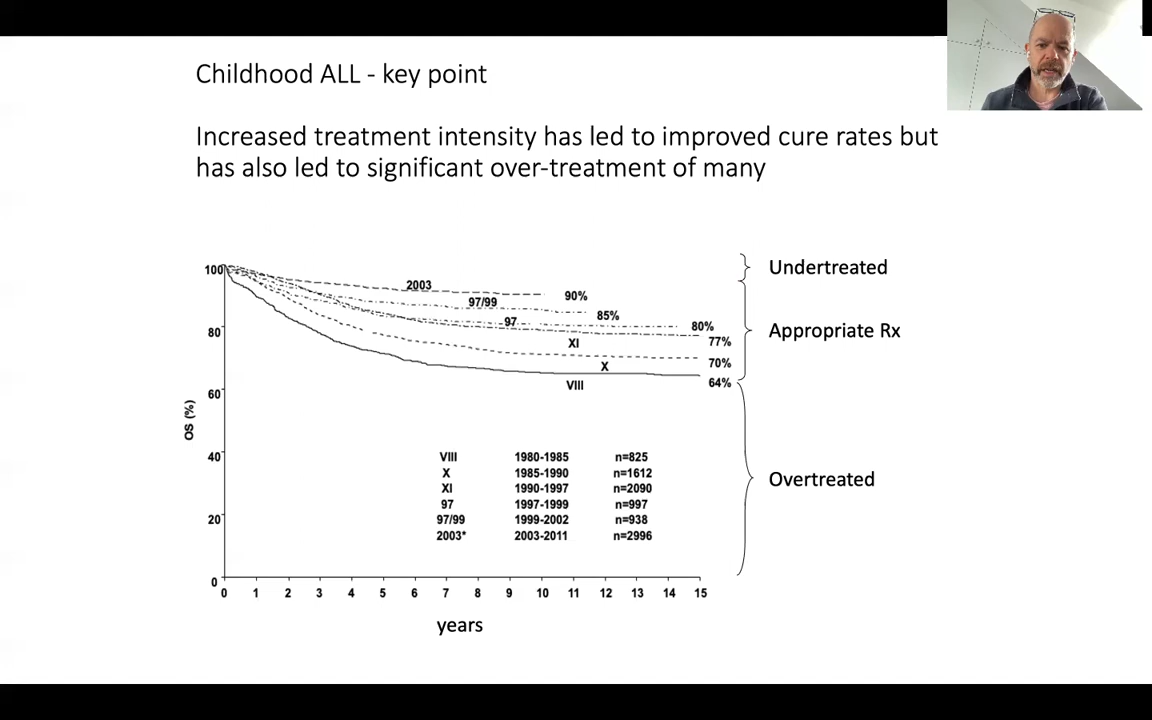 Childhood ALL - key point
Increased treatment intensity has led to improved cure rates but
has also led to significant over-treatment of many
100
80
60
40
20
0
OS (%)
2003
90%
97/99
85%
97
80%
XI
77%
X
70%
VIII
64%
Undertreated
Appropriate Rx
Overtreated
VIII 1980-1985 n=825
X 1985-1990 n=1612
XI 1990-1997 n=2090
97 1997-1999 n=997
97/99 1999-2002 n=938
2003* 2003-2011 n=2996
0 1 2 3 4 5 6 7 8 9 10 11 12 13 14 15
years